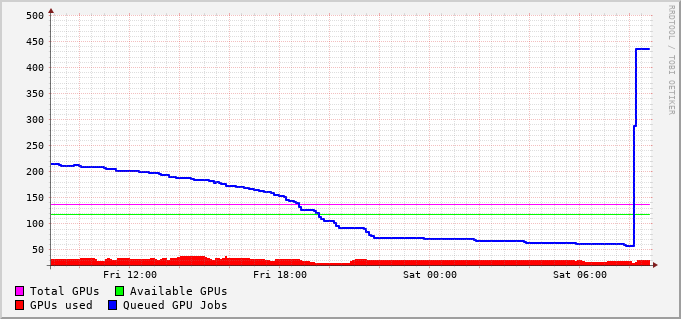 500
450
400
350
300
250
200
150
100
50
Fri 12:00 Fri 18:00 Sat 00:00 Sat 06:00
Total GPUs Available GPUs
GPUs used Queued GPU Jobs
RRDTOOL / TOBI OETIKER